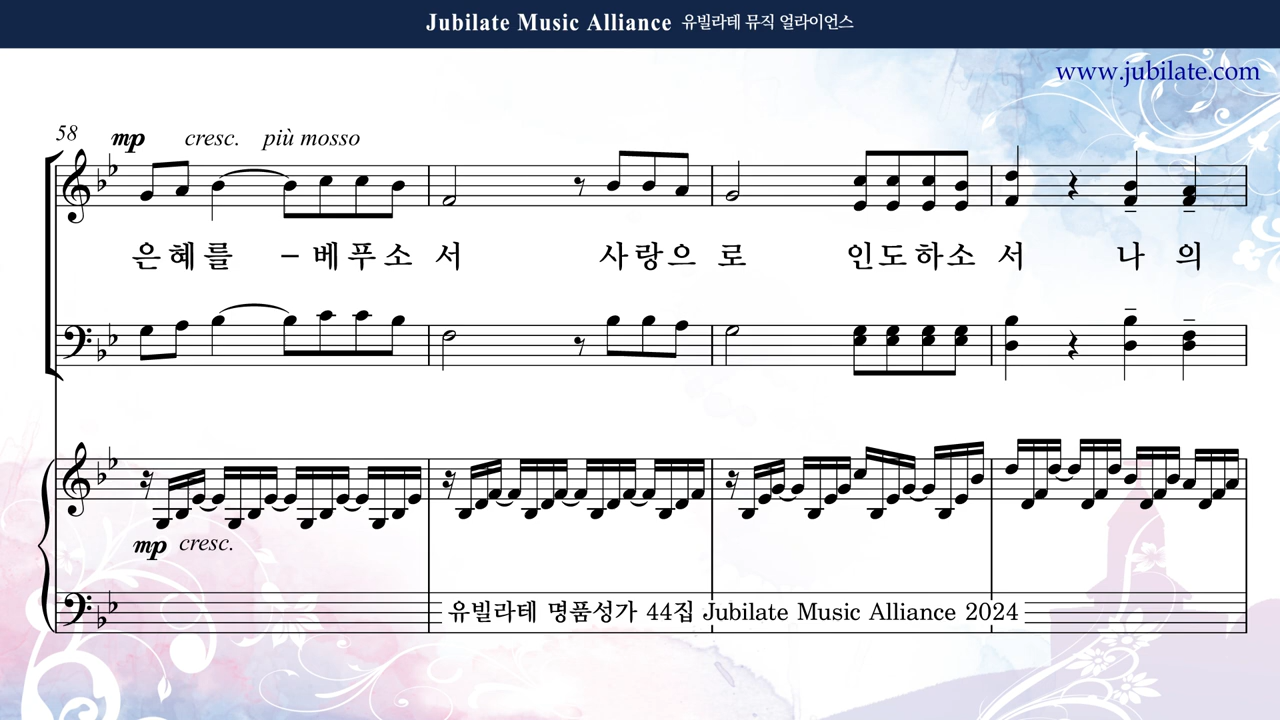 Jubilate Music Alliance 유빌라테 뮤직 얼라이언스
www.jubilate.com
58 mp cresc. più mosso
은혜를 – 베푸소서 사랑으로 인도하소서 나의
mp cresc.
유빌라테 명품성가 44집 Jubilate Music Alliance 2024